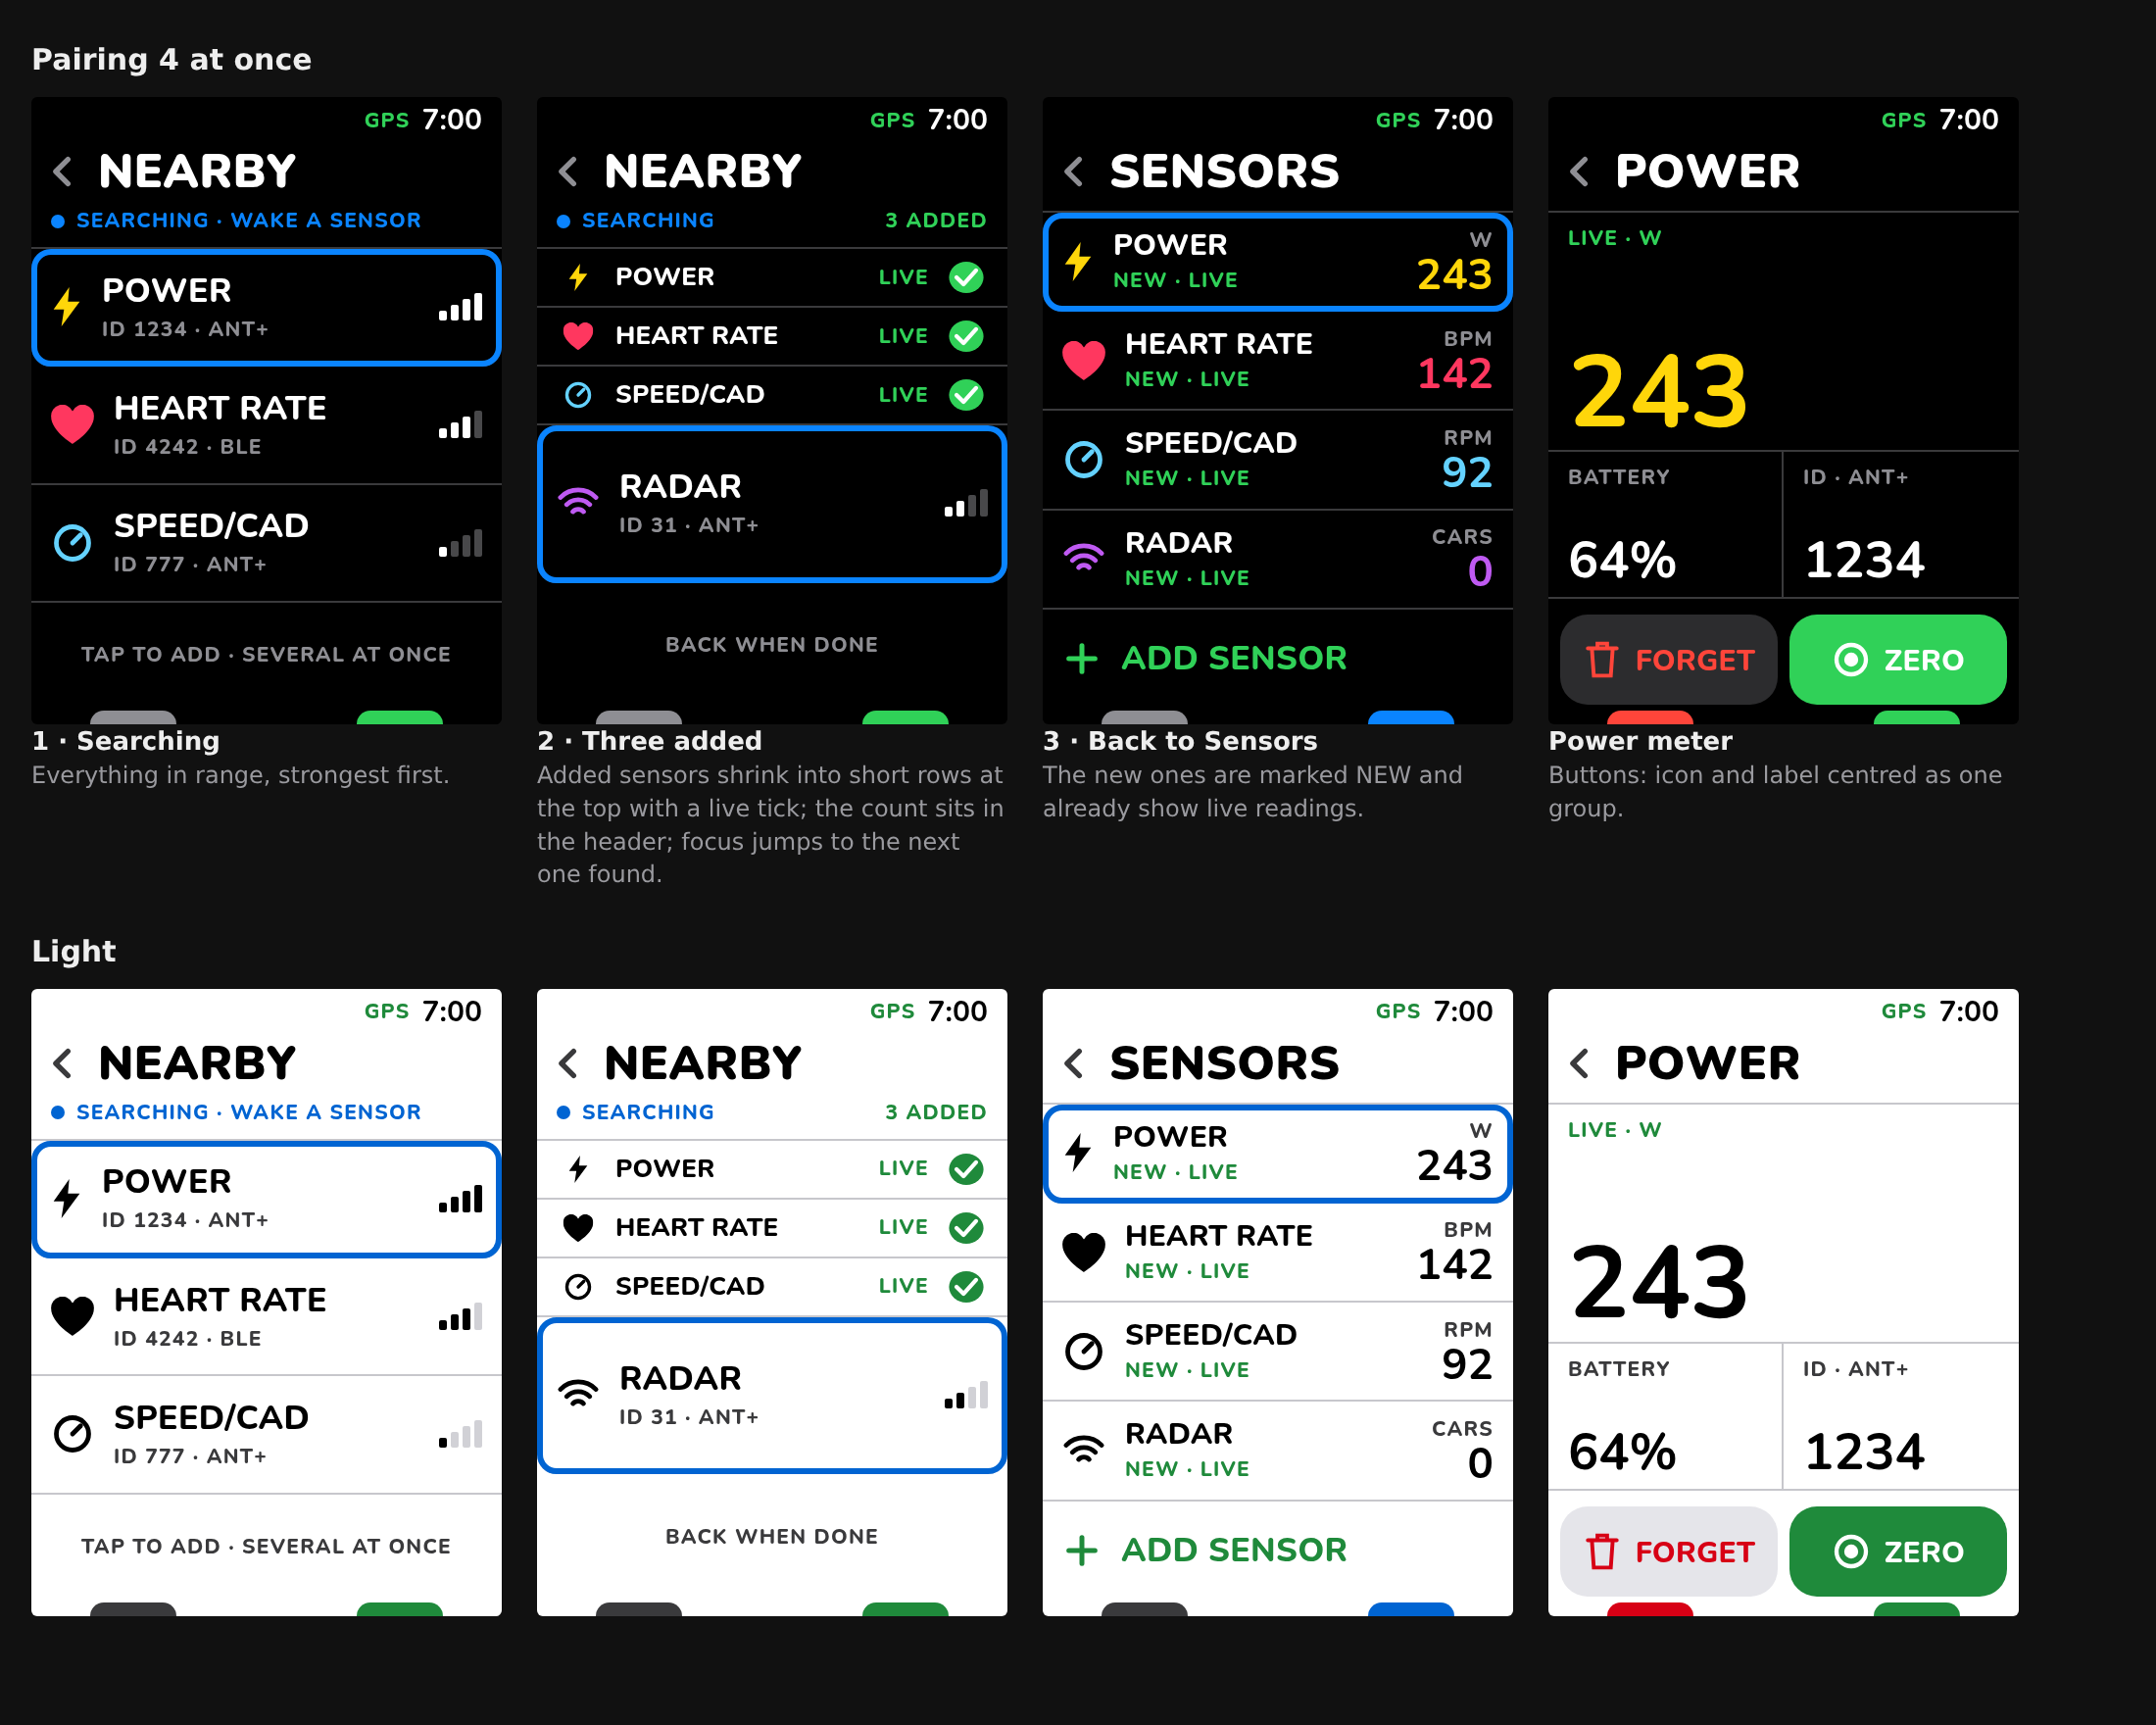 Pairing 4 at once
GPS 7:00
NEARBY
SEARCHING · WAKE A SENSOR
POWER
ID 1234 · ANT+
HEART RATE
ID 4242 · BLE
SPEED/CAD
ID 777 · ANT+
TAP TO ADD · SEVERAL AT ONCE
1 · Searching
Everything in range, strongest first.
GPS 7:00
NEARBY
SEARCHING 3 ADDED
POWER LIVE
HEART RATE LIVE
SPEED/CAD LIVE
RADAR
ID 31 · ANT+
BACK WHEN DONE
2 · Three added
Added sensors shrink into short rows at
the top with a live tick; the count sits in
the header; focus jumps to the next
one found.
GPS 7:00
SENSORS
POWER W
NEW · LIVE 243
HEART RATE BPM
NEW · LIVE 142
SPEED/CAD RPM
NEW · LIVE 92
RADAR CARS
NEW · LIVE 0
+ ADD SENSOR
3 · Back to Sensors
The new ones are marked NEW and
already show live readings.
GPS 7:00
POWER
LIVE · W
243
BATTERY ID · ANT+
64% 1234
FORGET ZERO
Power meter
Buttons: icon and label centred as one
group.
Light
GPS 7:00
NEARBY
SEARCHING · WAKE A SENSOR
POWER
ID 1234 · ANT+
HEART RATE
ID 4242 · BLE
SPEED/CAD
ID 777 · ANT+
TAP TO ADD · SEVERAL AT ONCE
GPS 7:00
NEARBY
SEARCHING 3 ADDED
POWER LIVE
HEART RATE LIVE
SPEED/CAD LIVE
RADAR
ID 31 · ANT+
BACK WHEN DONE
GPS 7:00
SENSORS
POWER W
NEW · LIVE 243
HEART RATE BPM
NEW · LIVE 142
SPEED/CAD RPM
NEW · LIVE 92
RADAR CARS
NEW · LIVE 0
+ ADD SENSOR
GPS 7:00
POWER
LIVE · W
243
BATTERY ID · ANT+
64% 1234
FORGET ZERO